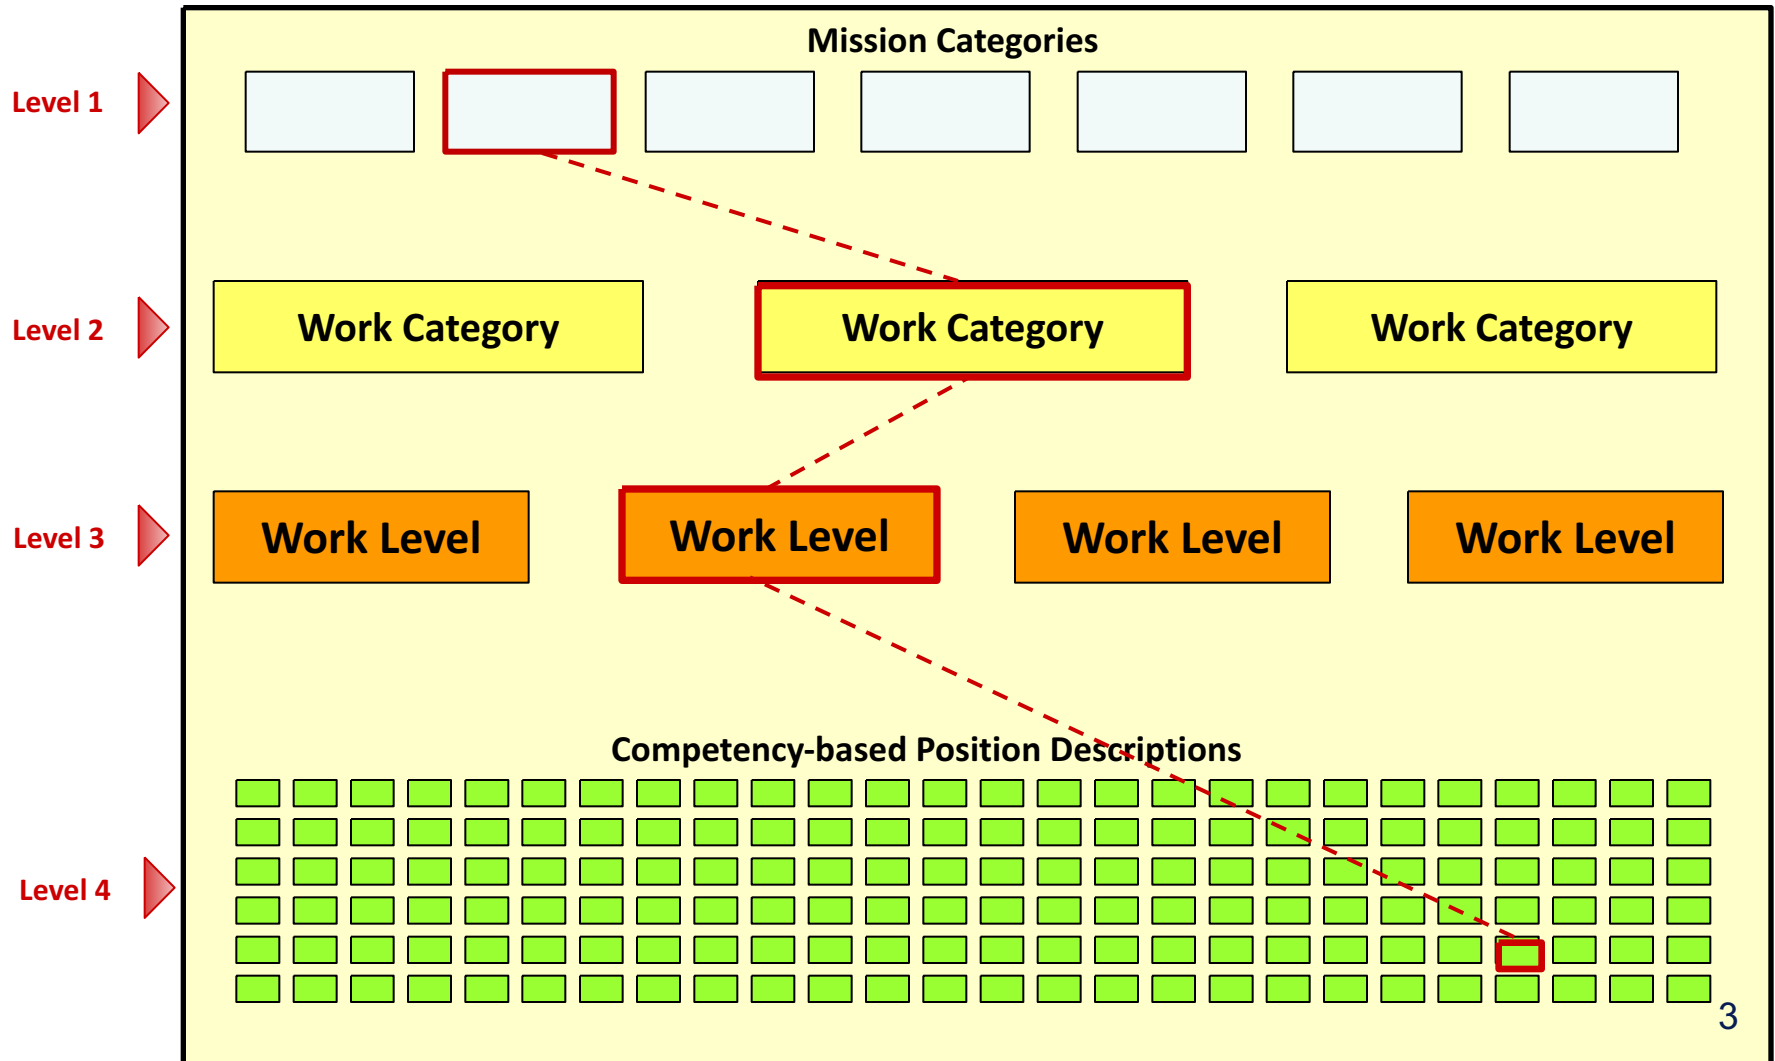 Mission Categories
Level 1
Level 2
Work Category
Work Category
Work Category
Level 3
Work Level
Work Level
Work Level
Work Level
Competency-based Position Descriptions
Level 4
3